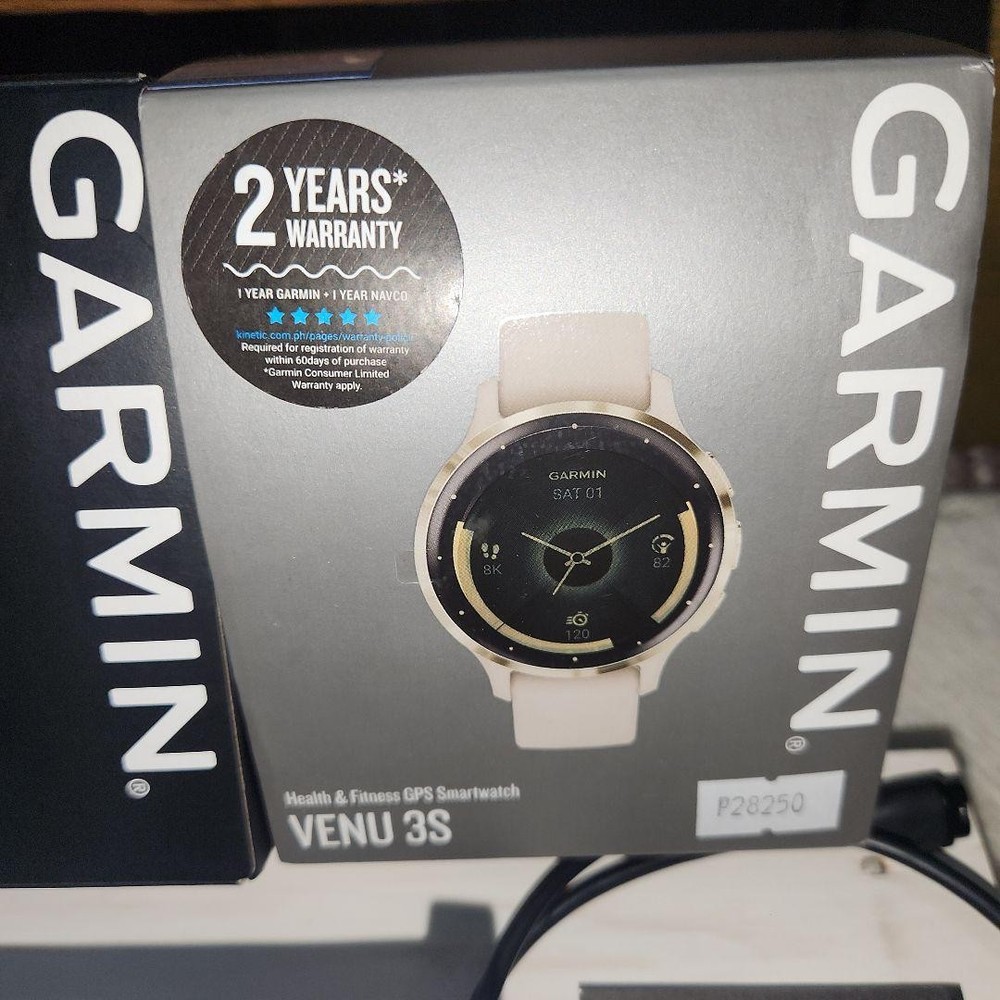 GARMIN®
2 YEARS*
WARRANTY
1 YEAR GARMIN + 1 YEAR NAVCO
kinetic.com.ph/pages/warranty-policy
Required for registration of warranty
within 60days of purchase
*Garmin Consumer Limited
Warranty apply.
GARMIN
SAT 01
8K
82
120
GARMIN®
Health & Fitness GPS Smartwatch
VENU 3S
₱28250